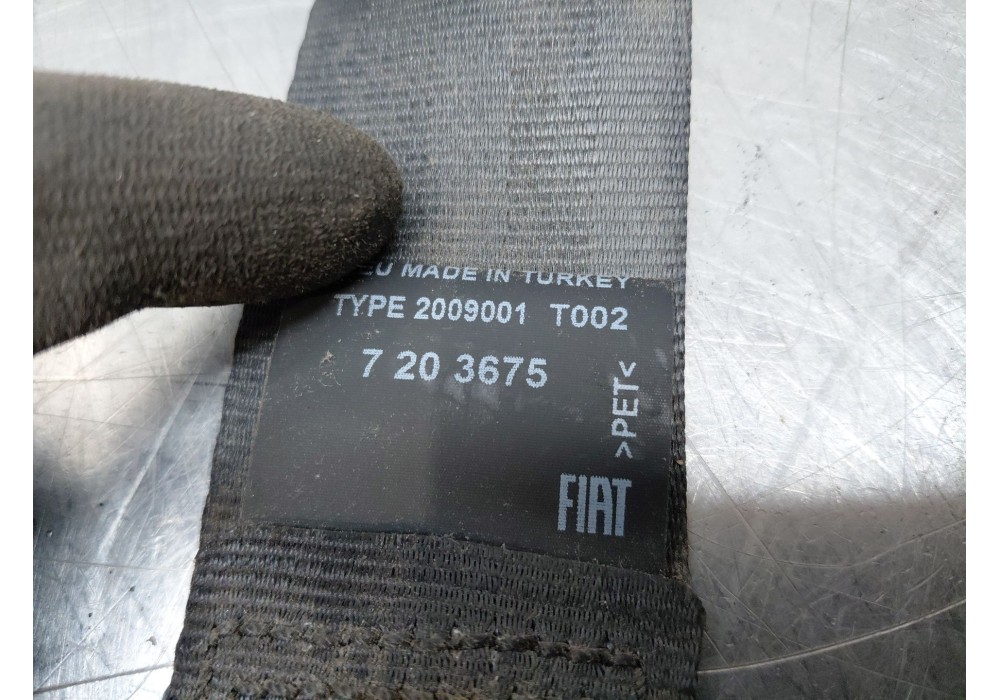 MADE IN TURKEY
TYPE 2009001 T002
7 20 3675
>PET<
FIAT